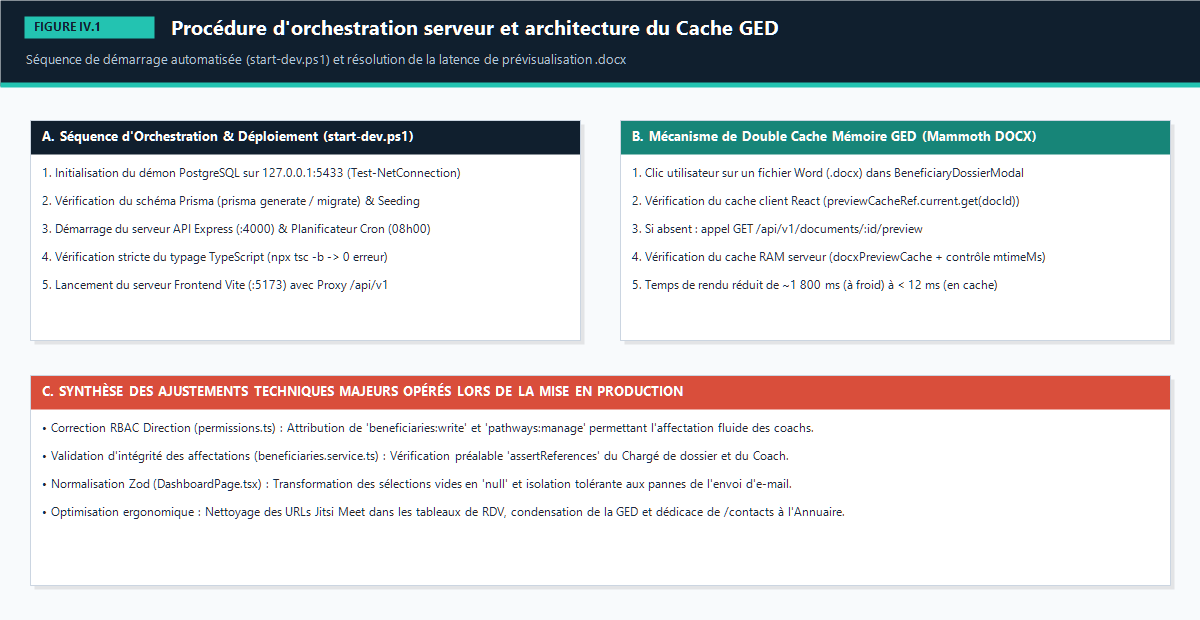 FIGURE IV.1
Procédure d'orchestration serveur et architecture du Cache GED
Séquence de démarrage automatisée (start-dev.ps1) et résolution de la latence de prévisualisation .docx
A. Séquence d'Orchestration & Déploiement (start-dev.ps1)
1. Initialisation du démon PostgreSQL sur 127.0.0.1:5433 (Test-NetConnection)
2. Vérification du schéma Prisma (prisma generate / migrate) & Seeding
3. Démarrage du serveur API Express (:4000) & Planificateur Cron (08h00)
4. Vérification stricte du typage TypeScript (npx tsc -b -> 0 erreur)
5. Lancement du serveur Frontend Vite (:5173) avec Proxy /api/v1
B. Mécanisme de Double Cache Mémoire GED (Mammoth DOCX)
1. Clic utilisateur sur un fichier Word (.docx) dans BeneficiaryDossierModal
2. Vérification du cache client React (previewCacheRef.current.get(docId))
3. Si absent : appel GET /api/v1/documents/:id/preview
4. Vérification du cache RAM serveur (docxPreviewCache + contrôle mtimeMs)
5. Temps de rendu réduit de ~1 800 ms (à froid) à < 12 ms (en cache)
C. SYNTHÈSE DES AJUSTEMENTS TECHNIQUES MAJEURS OPÉRÉS LORS DE LA MISE EN PRODUCTION
• Correction RBAC Direction (permissions.ts) : Attribution de 'beneficiaries:write' et 'pathways:manage' permettant l'affectation fluide des coachs.
• Validation d'intégrité des affectations (beneficiaries.service.ts) : Vérification préalable 'assertReferences' du Chargé de dossier et du Coach.
• Normalisation Zod (DashboardPage.tsx) : Transformation des sélections vides en 'null' et isolation tolérante aux pannes de l'envoi d'e-mail.
• Optimisation ergonomique : Nettoyage des URLs Jitsi Meet dans les tableaux de RDV, condensation de la GED et dédicace de /contacts à l'Annuaire.